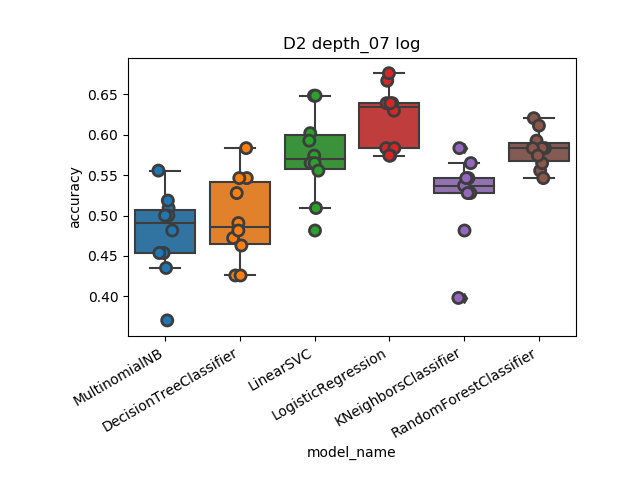 D2 depth_07 log
accuracy
0.65
0.60
0.55
0.50
0.45
0.40
MultinomialNB
DecisionTreeClassifier
LinearSVC
LogisticRegression
KNeighborsClassifier
RandomForestClassifier
model_name